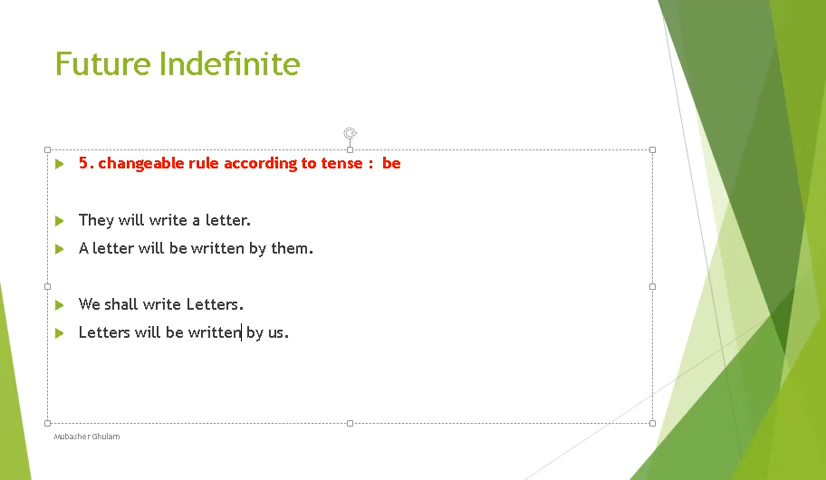 Future Indefinite
5. changeable rule according to tense :  be
They will write a letter.
A letter will be written by them.
We shall write Letters.
Letters will be written by us.
Mubasher Ghulam